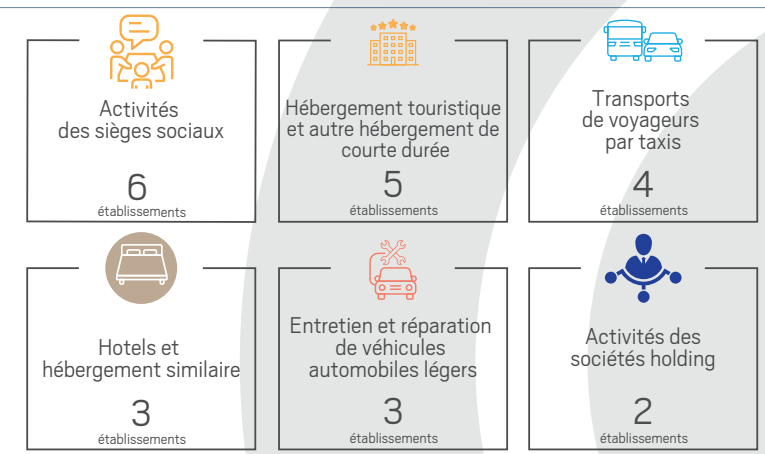 Activités
des sièges sociaux
6
établissements
Hébergement touristique
et autre hébergement de
courte durée
5
établissements
Transports
de voyageurs
par taxis
4
établissements
Hotels et
hébergement similaire
3
établissements
Entretien et réparation
de véhicules
automobiles légers
3
établissements
Activités des
sociétés holding
2
établissements